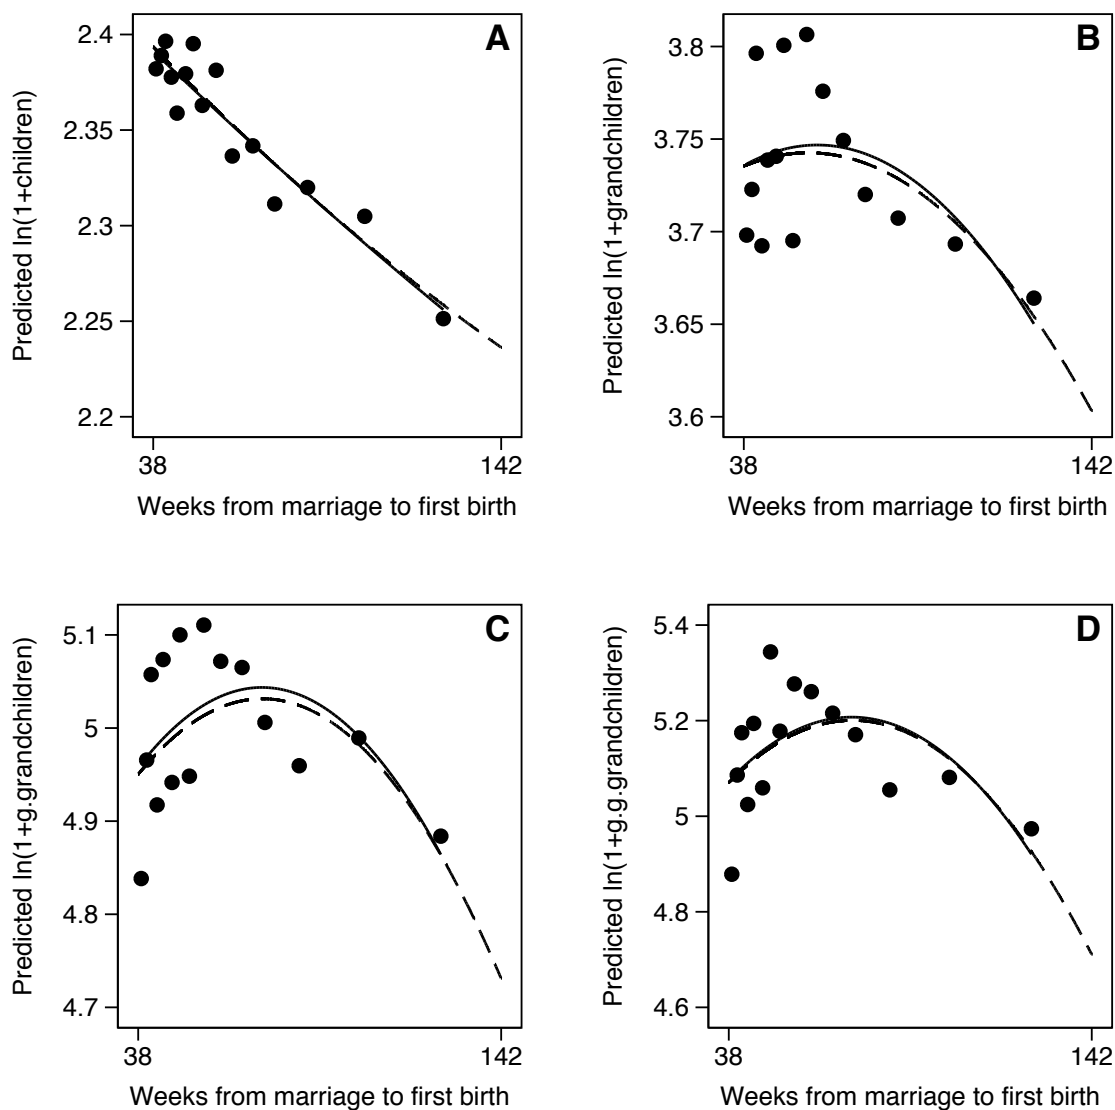 A
Predicted ln(1+children)
2.4
2.35
2.3
2.25
2.2
38
142
Weeks from marriage to first birth
B
Predicted ln(1+grandchildren)
3.8
3.75
3.7
3.65
3.6
38
142
Weeks from marriage to first birth
C
Predicted ln(1+g.grandchildren)
5.1
5
4.9
4.8
4.7
38
142
Weeks from marriage to first birth
D
Predicted ln(1+g.g.grandchildren)
5.4
5.2
5
4.8
4.6
38
142
Weeks from marriage to first birth